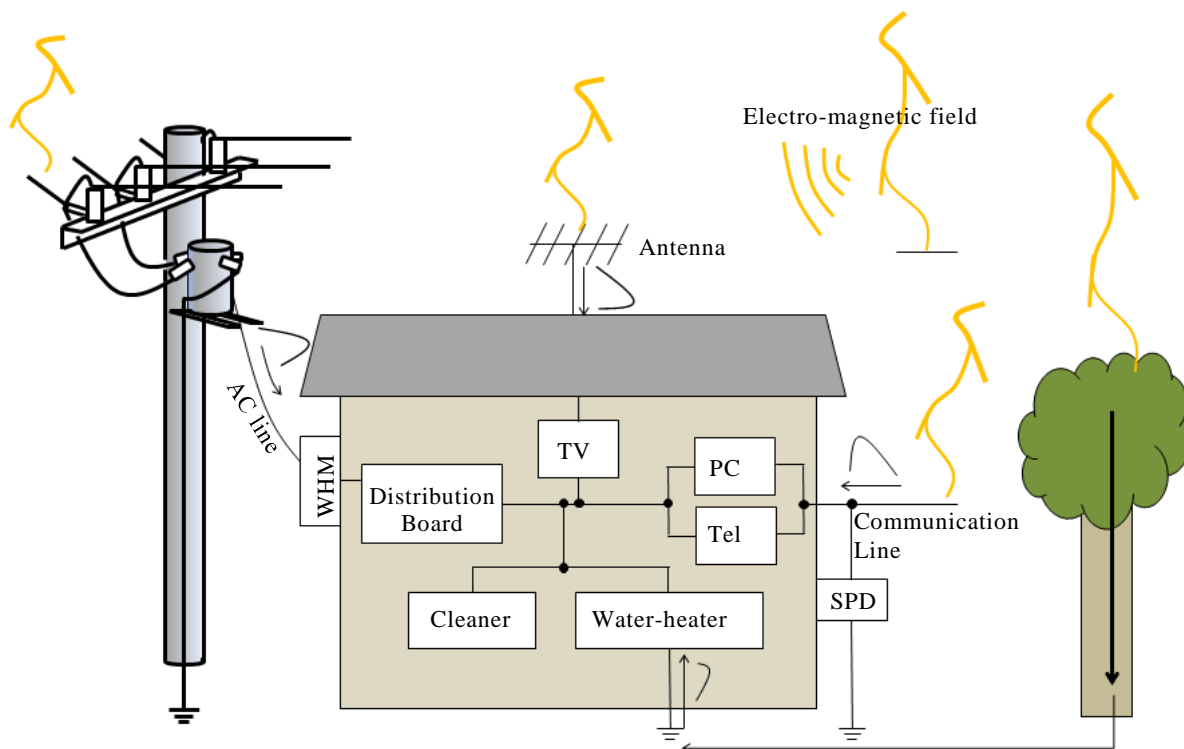 Electro-magnetic field
Antenna
AC line
WHM
Distribution
Board
TV
PC
Tel
Communication
Line
SPD
Cleaner
Water-heater